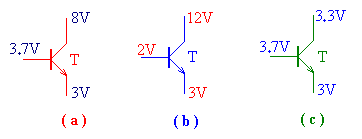 8V
3.7V
T
3V
( a )
12V
2V
T
3V
( b )
3.3V
3.7V
T
3V
( c )